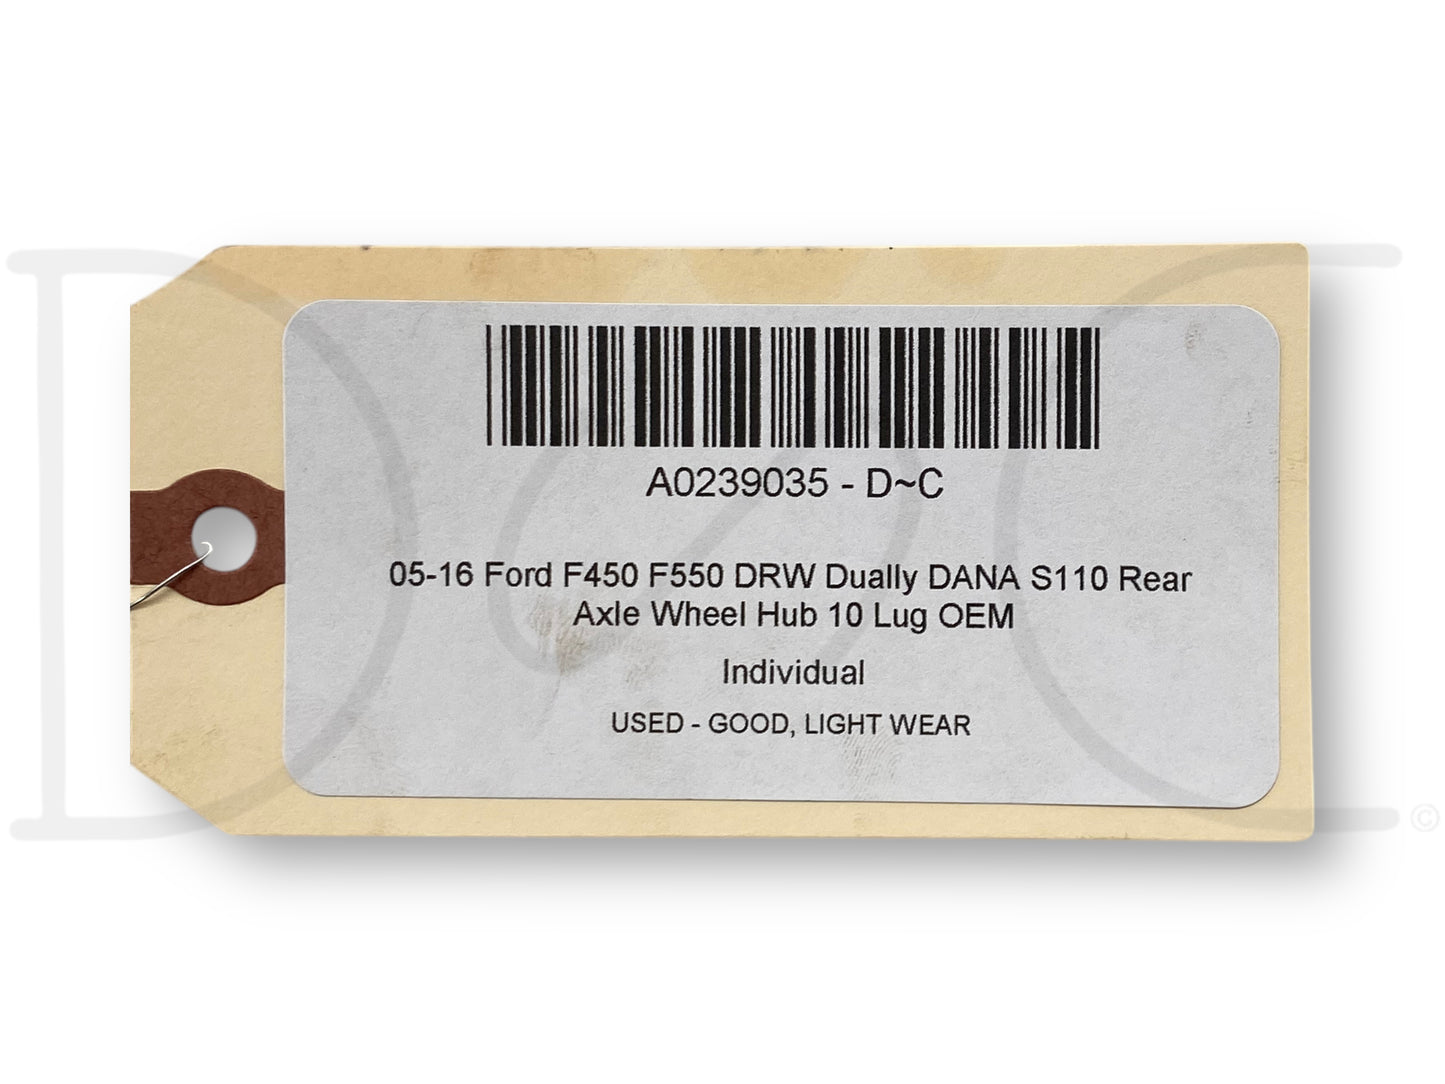 A0239035 - D~C
05-16 Ford F450 F550 DRW Dually DANA S110 Rear
Axle Wheel Hub 10 Lug OEM
Individual
USED - GOOD, LIGHT WEAR
D~C
©